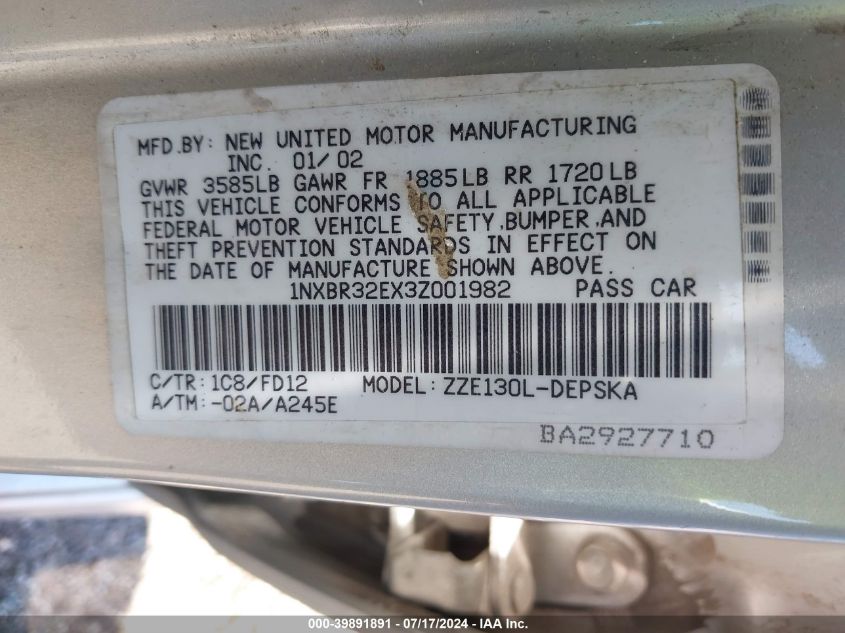 MFD.BY: NEW UNITED MOTOR MANUFACTURING
INC. 01/02
GVWR 3585LB GAWR FR 1885LB RR 1720LB
THIS VEHICLE CONFORMS TO ALL APPLICABLE
FEDERAL MOTOR VEHICLE SAFETY,BUMPER,AND
THEFT PREVENTION STANDARDS IN EFFECT ON
THE DATE OF MANUFACTURE SHOWN ABOVE.
1NXBR32EX3Z001982 PASS CAR
C/TR: 1C8/FD12 MODEL: ZZE130L-DEPSKA
A/TM: -02A/A245E
BA2927710
000-39891891 / 07/17/2024 - IAA Inc.